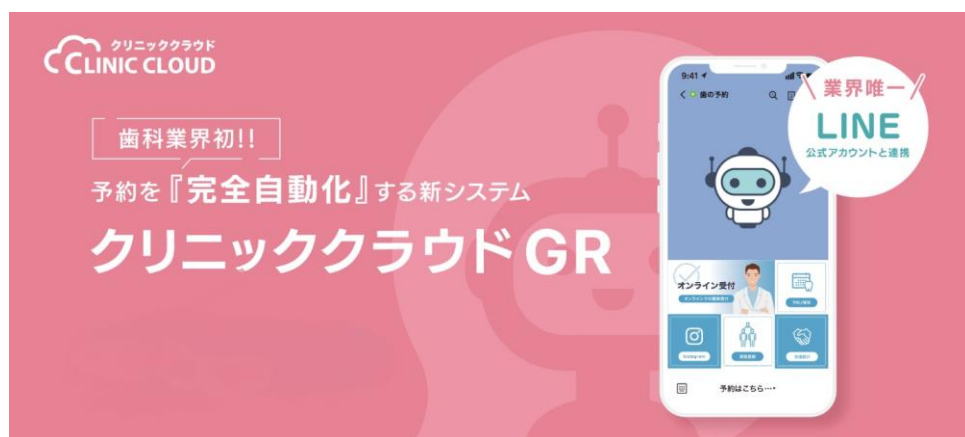 クリニッククラウド
CLINIC CLOUD
歯科業界初!!
予約を『完全自動化』する新システム
クリニッククラウド GR
9:41
歯の予約
業界唯一
LINE
公式アカウントと連携
オンライン受付
Instagram
予約はこちら…・